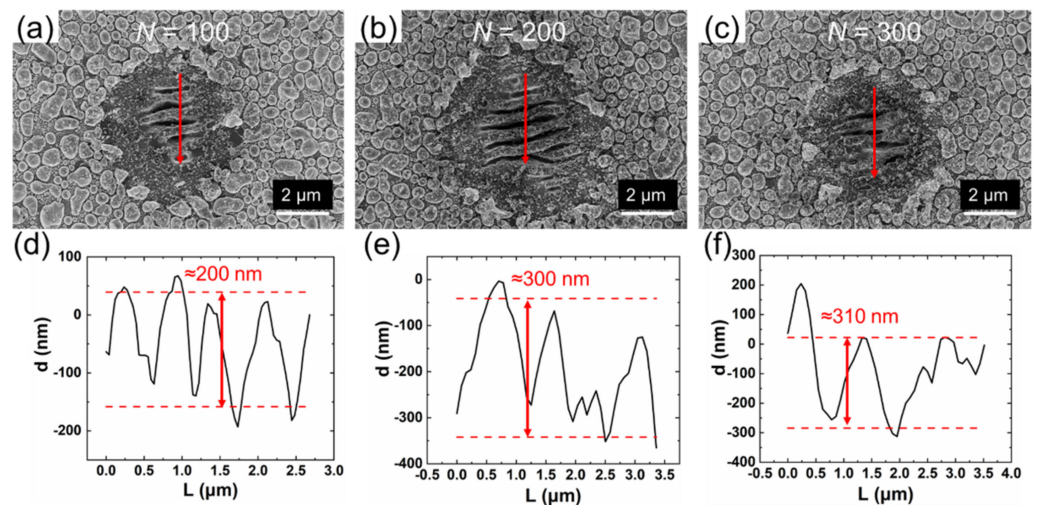 (a) N = 100
2 µm
(b) N = 200
2 µm
(c) N = 300
2 µm
(d)
100
0
-100
-200
d (nm)
≈200 nm
0.0 0.5 1.0 1.5 2.0 2.5 3.0
L (µm)
(e)
0
-100
-200
-300
-400
d (nm)
≈300 nm
-0.5 0.0 0.5 1.0 1.5 2.0 2.5 3.0 3.5
L (µm)
(f)
300
200
100
0
-100
-200
-300
-400
d (nm)
≈310 nm
-0.5 0.0 0.5 1.0 1.5 2.0 2.5 3.0 3.5 4.0
L (µm)